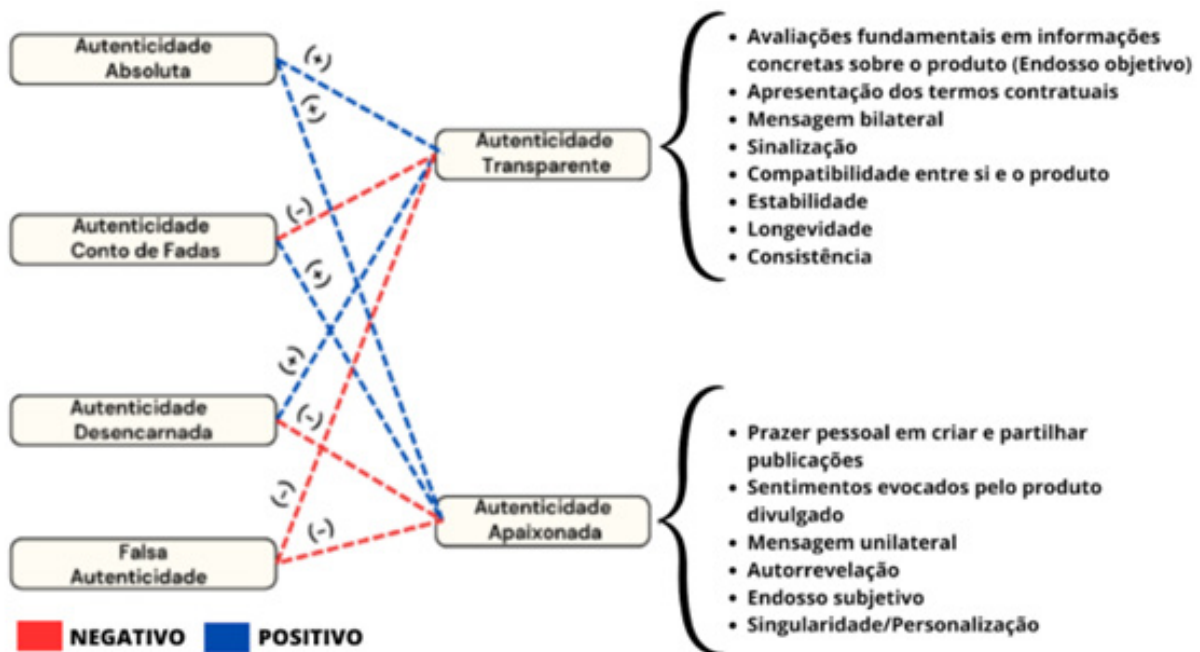 Autenticidade
Absoluta
(+)
(+)
Autenticidade
Conto de Fadas
(-)
(+)
Autenticidade
Desencarnada
(+)
(-)
Falsa
Autenticidade
(-)
(-)
Autenticidade
Transparente
Autenticidade
Apaixonada
• Avaliações fundamentais em informações
concretas sobre o produto (Endosso objetivo)
• Apresentação dos termos contratuais
• Mensagem bilateral
• Sinalização
• Compatibilidade entre si e o produto
• Estabilidade
• Longevidade
• Consistência
• Prazer pessoal em criar e partilhar
publicações
• Sentimentos evocados pelo produto
divulgado
• Mensagem unilateral
• Autorrevelação
• Endosso subjetivo
• Singularidade/Personalização
NEGATIVO
POSITIVO